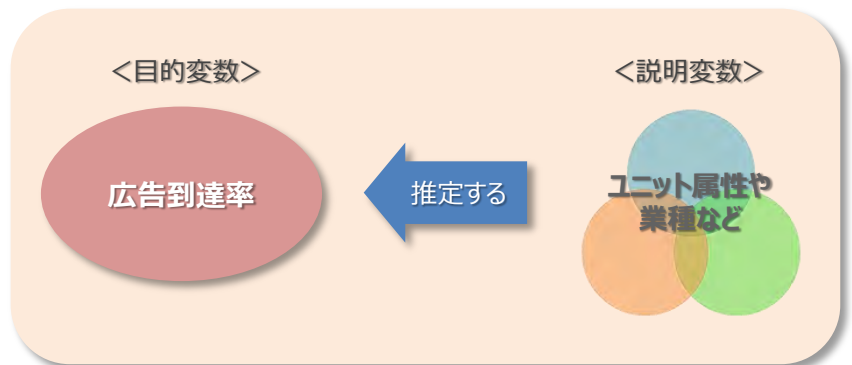 ＜目的変数＞
＜説明変数＞
広告到達率
推定する
ユニット属性や
業種など